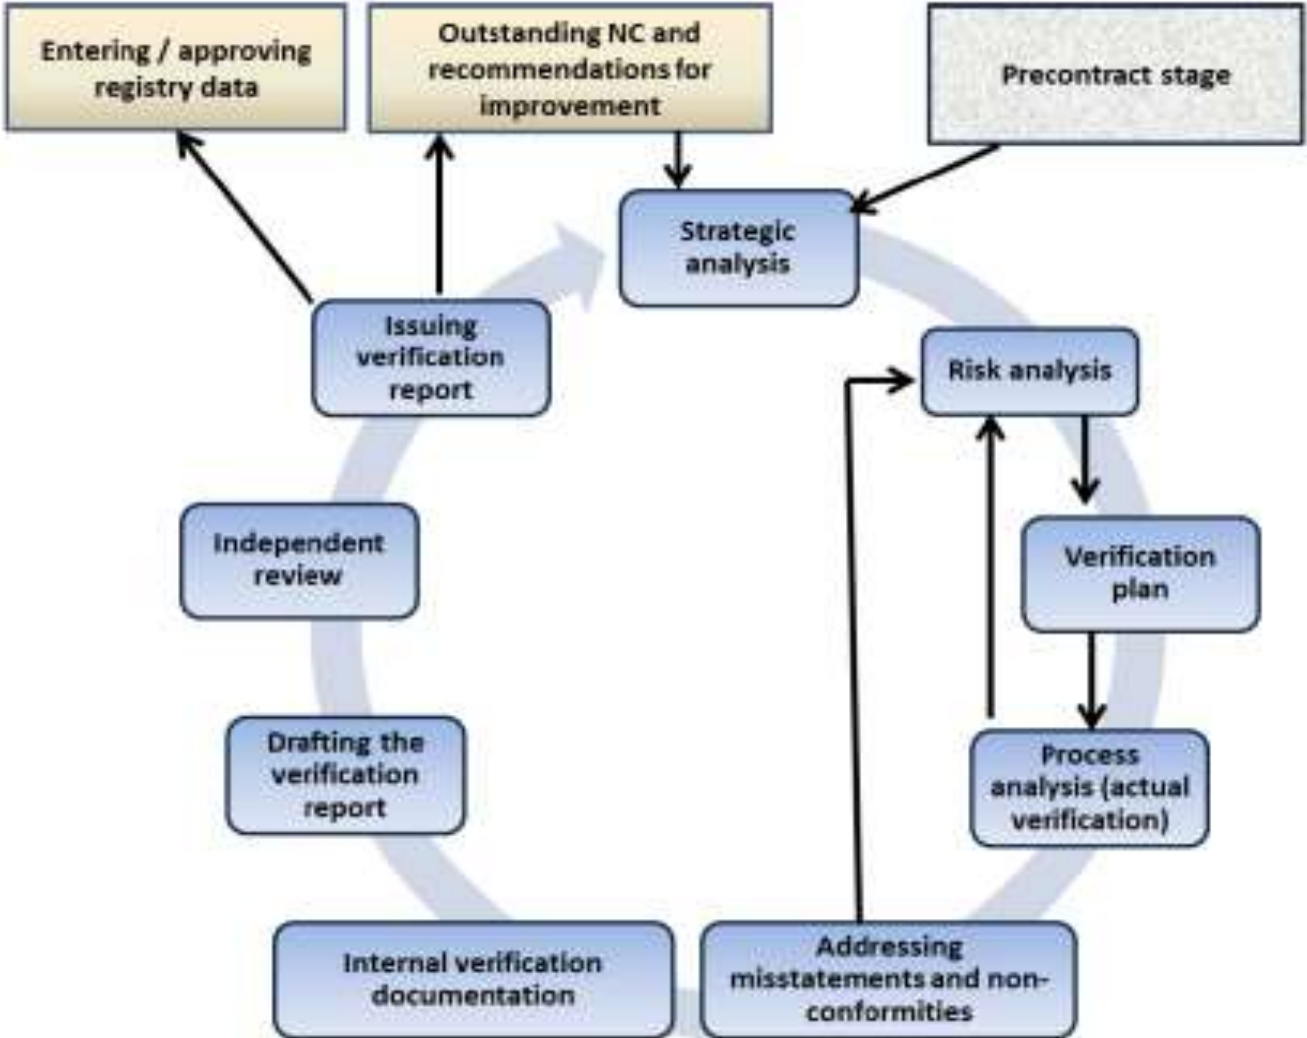 Entering / approving
registry data
Outstanding NC and
recommendations for
improvement
Precontract stage
Strategic
analysis
Issuing
verification
report
Risk analysis
Independent
review
Verification
plan
Drafting the
verification
report
Process
analysis (actual
verification)
Internal verification
documentation
Addressing
misstatements and non-
conformities